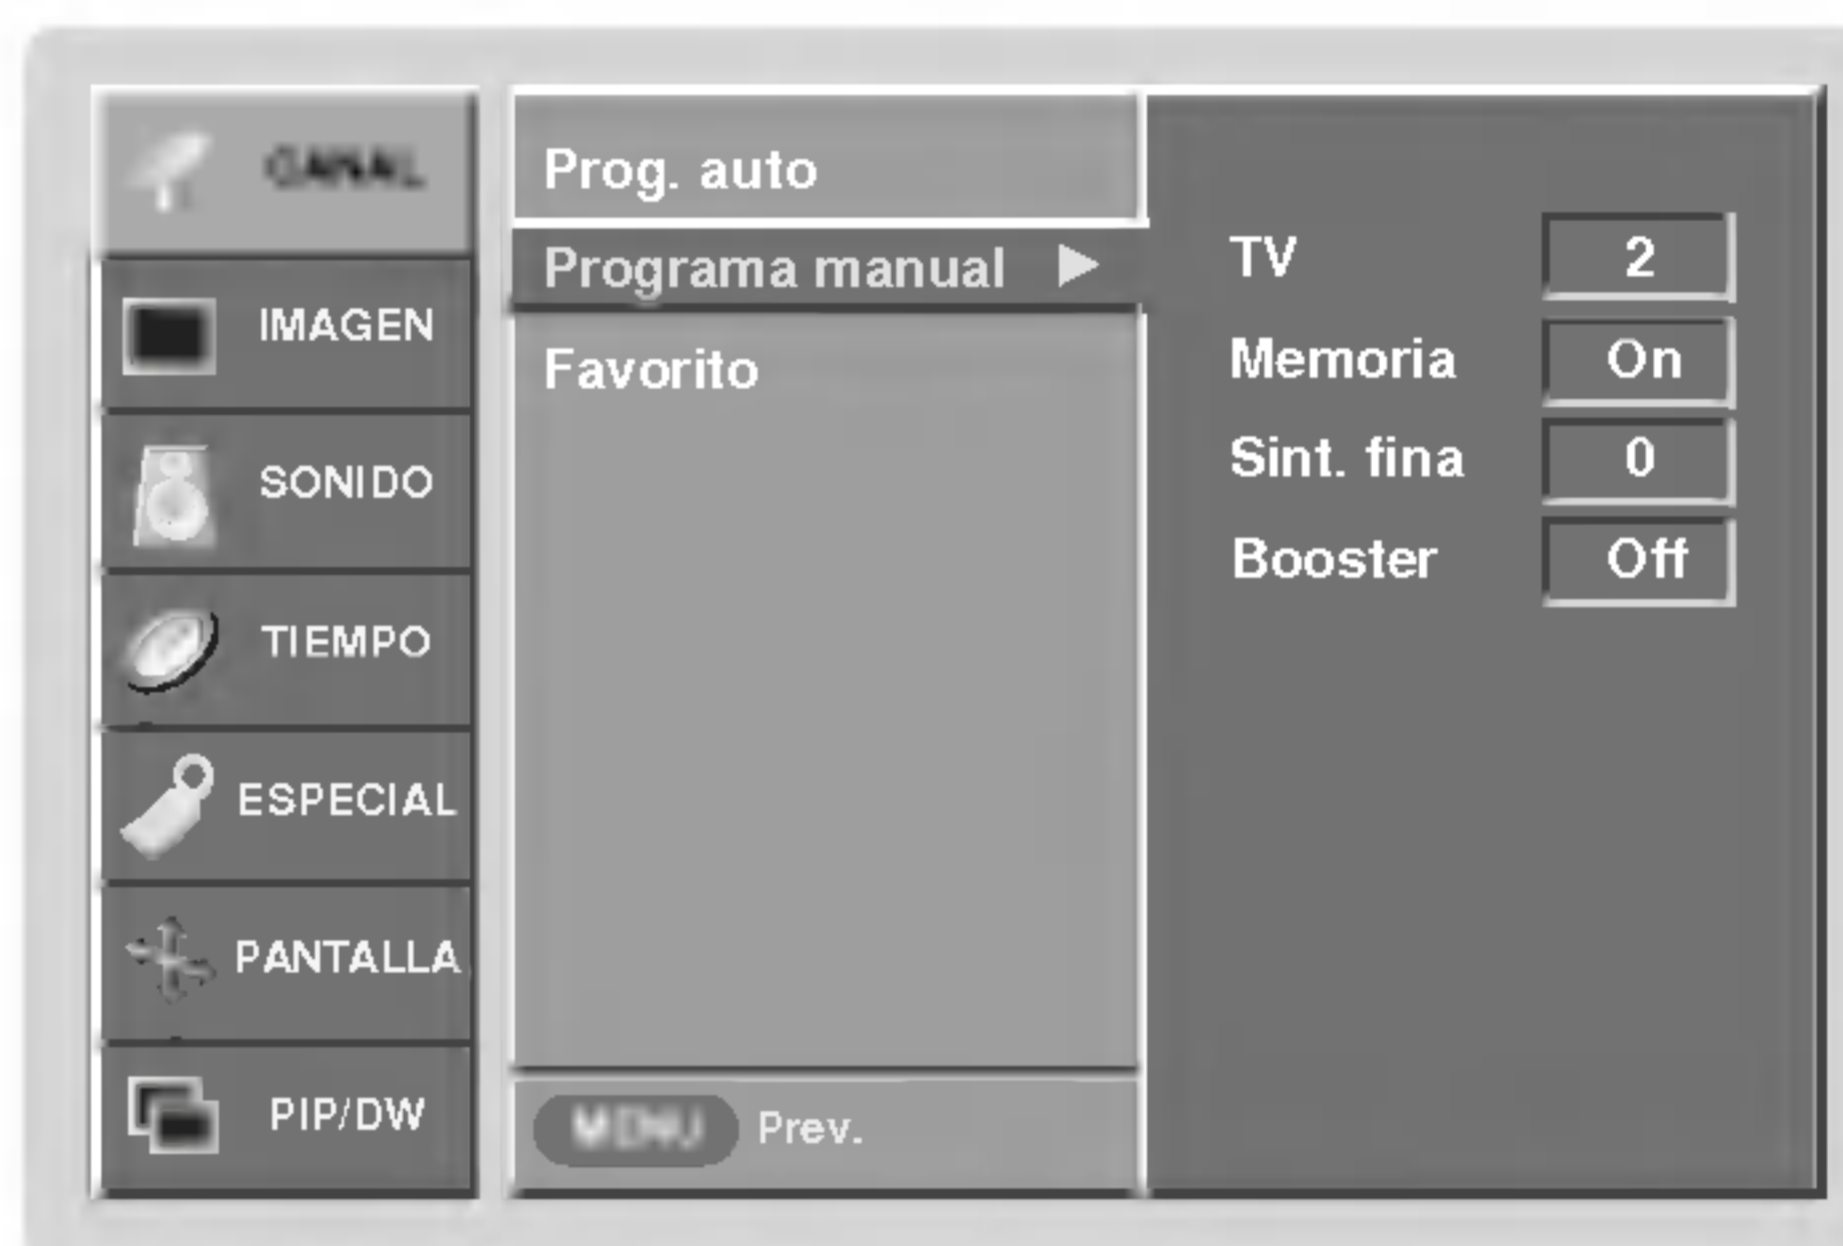 CANAL
IMAGEN
SONIDO
TIEMPO
ESPECIAL
PANTALLA
PIP/DW
Prog. auto
Programa manual ▶
Favorito
MENU Prev.
TV 2
Memoria On
Sint. fina 0
Booster Off